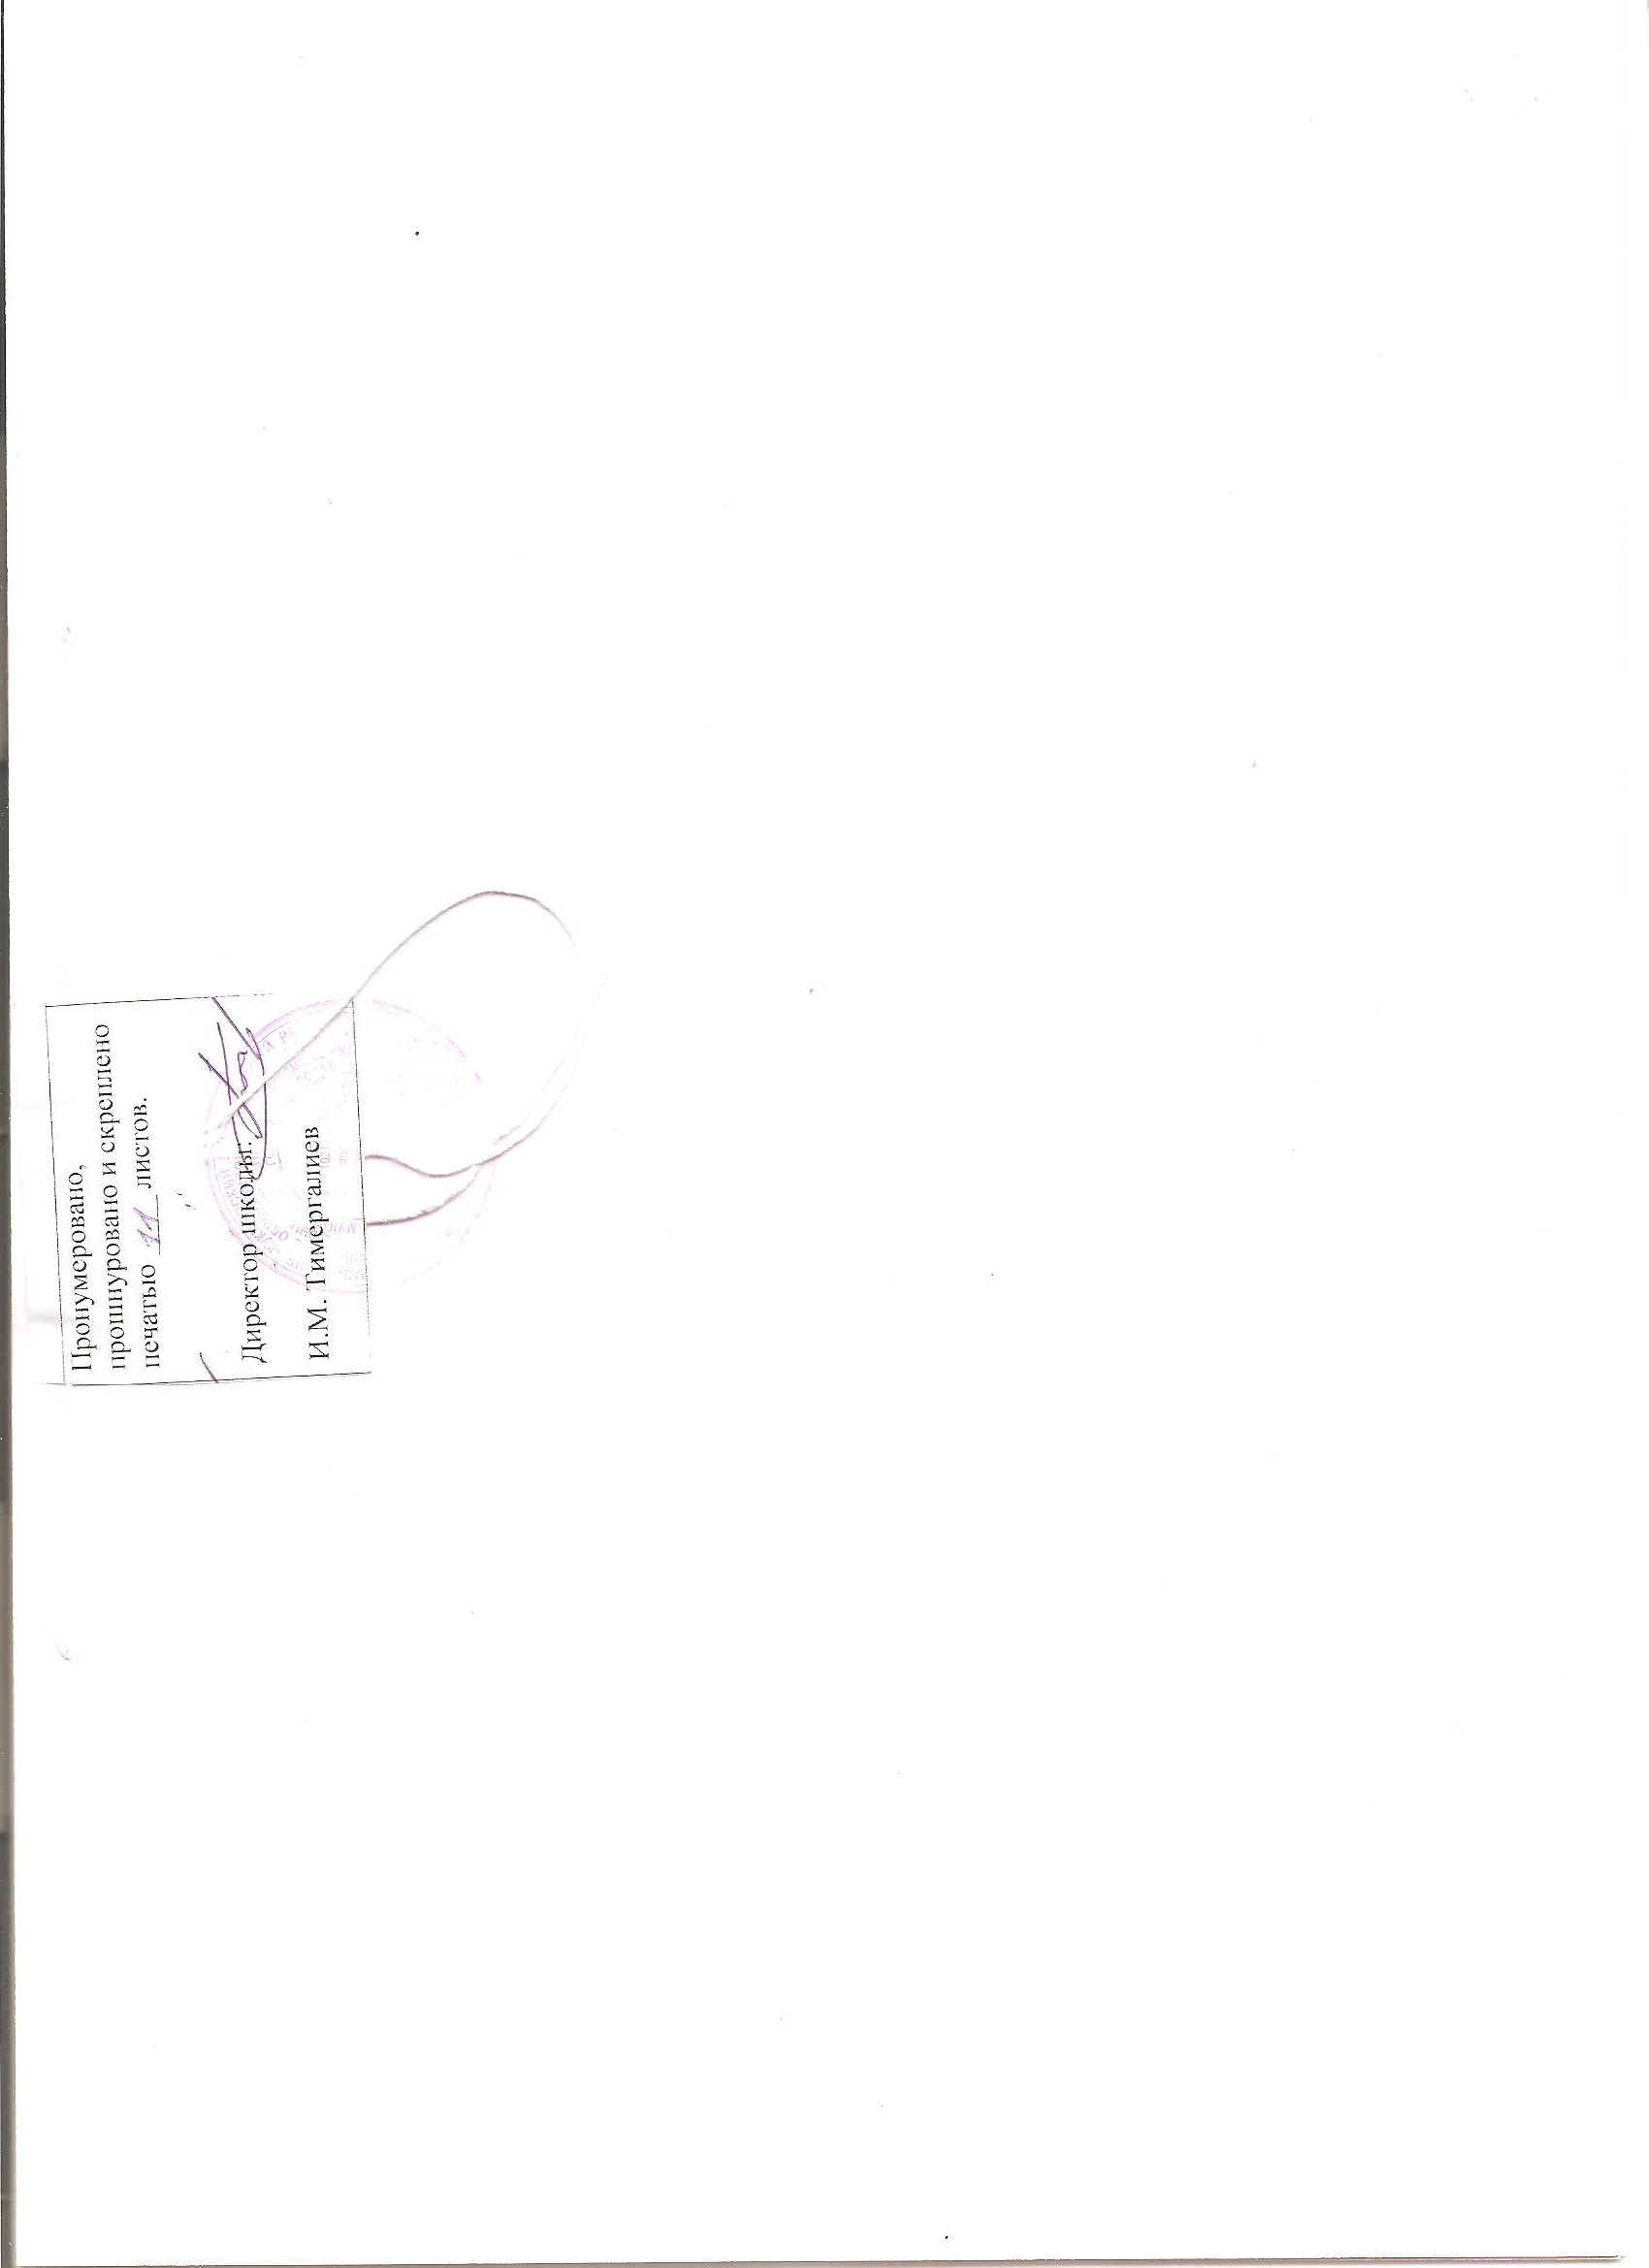 Пронумеровано,
прошнуровано и скреплено
печатью 11 листов.
Директор школы:
И.М. Тимергалиев